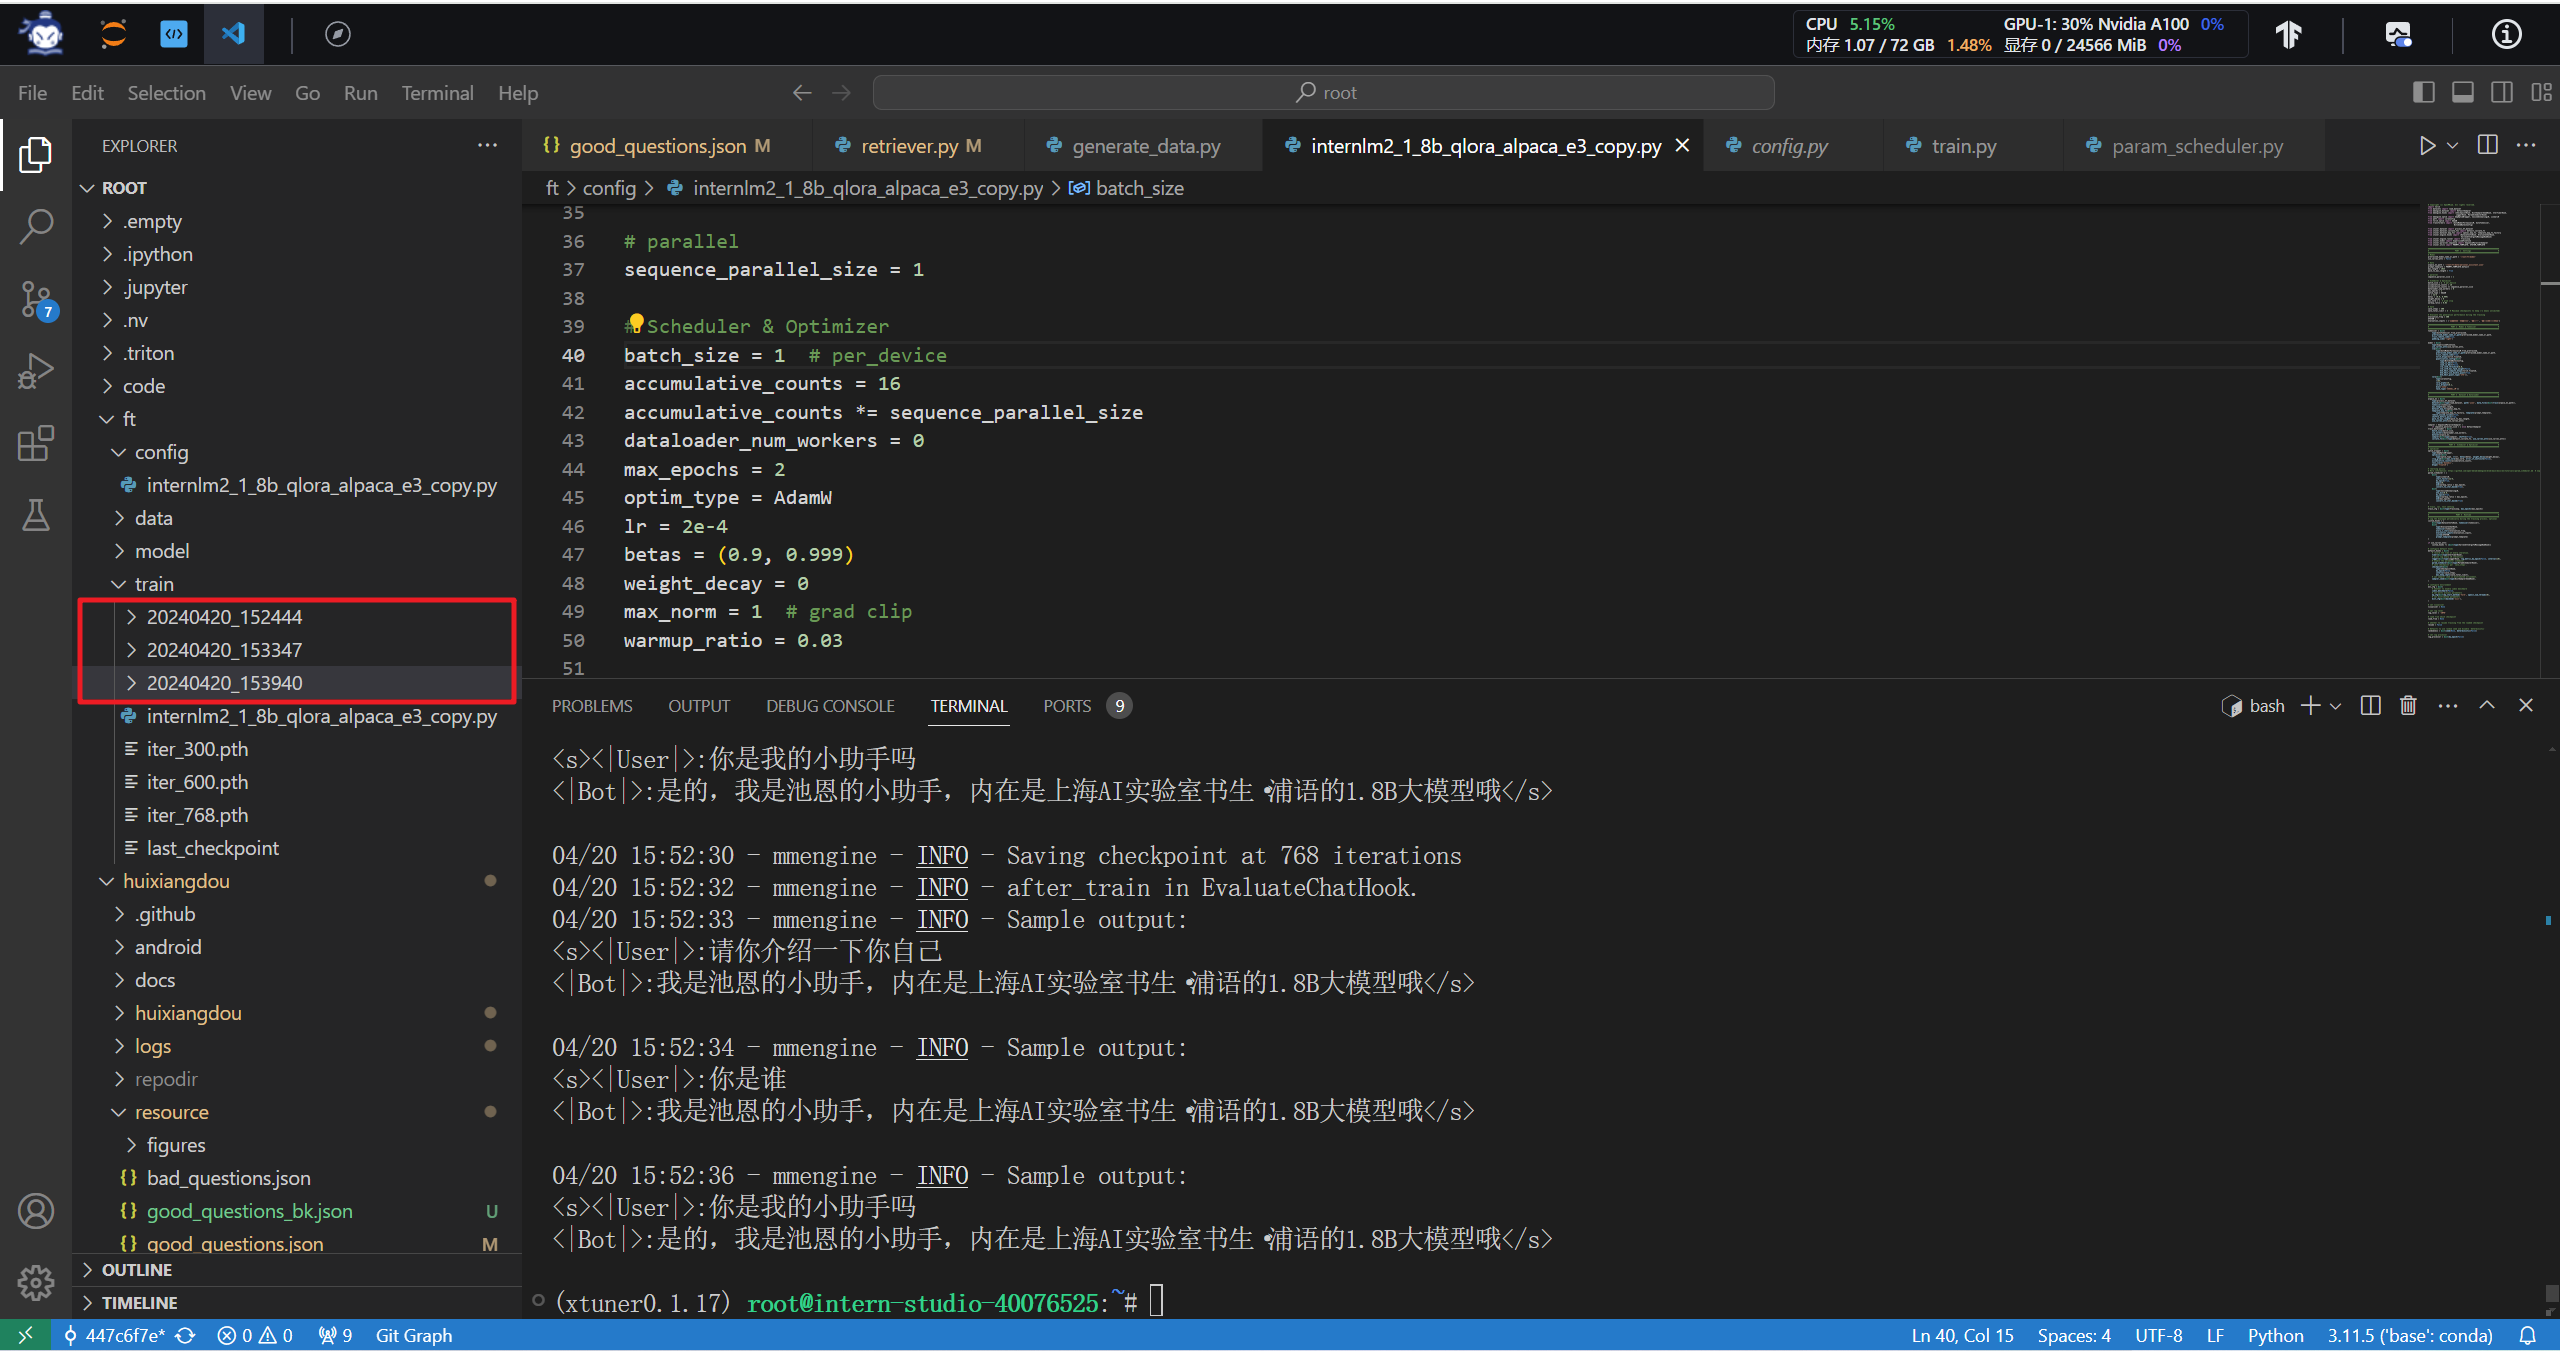 CPU 5.15%
GPU-1: 30% Nvidia A100 0%
内存 1.07 / 72 GB 1.48%
显存 0 / 24566 MiB 0%
File Edit Selection View Go Run Terminal Help
root
EXPLORER
ROOT
.empty
.ipython
.jupyter
.nv
.triton
code
ft
config
internlm2_1_8b_qlora_alpaca_e3_copy.py
data
model
train
20240420_152444
20240420_153347
20240420_153940
internlm2_1_8b_qlora_alpaca_e3_copy.py
iter_300.pth
iter_600.pth
iter_768.pth
last_checkpoint
huixiangdou
.github
android
docs
huixiangdou
logs
repodir
resource
figures
bad_questions.json
good_questions_bk.json U
good_questions.json M
OUTLINE
TIMELINE
7
good_questions.json M
retriever.py M
generate_data.py
internlm2_1_8b_qlora_alpaca_e3_copy.py
config.py
train.py
param_scheduler.py
ft > config > internlm2_1_8b_qlora_alpaca_e3_copy.py > batch_size
35
36 # parallel
37 sequence_parallel_size = 1
38
39 # Scheduler & Optimizer
40 batch_size = 1  # per_device
41 accumulative_counts = 16
42 accumulative_counts *= sequence_parallel_size
43 dataloader_num_workers = 0
44 max_epochs = 2
45 optim_type = AdamW
46 lr = 2e-4
47 betas = (0.9, 0.999)
48 weight_decay = 0
49 max_norm = 1  # grad clip
50 warmup_ratio = 0.03
51
PROBLEMS OUTPUT DEBUG CONSOLE TERMINAL PORTS 9
bash
<s><|User|>:你是我的小助手吗
<|Bot|>:是的，我是池恩的小助手，内在是上海AI实验室书生·浦语的1.8B大模型哦</s>
04/20 15:52:30 - mmengine - INFO - Saving checkpoint at 768 iterations
04/20 15:52:32 - mmengine - INFO - after_train in EvaluateChatHook.
04/20 15:52:33 - mmengine - INFO - Sample output:
<s><|User|>:请你介绍一下你自己
<|Bot|>:我是池恩的小助手，内在是上海AI实验室书生·浦语的1.8B大模型哦</s>
04/20 15:52:34 - mmengine - INFO - Sample output:
<s><|User|>:你是谁
<|Bot|>:我是池恩的小助手，内在是上海AI实验室书生·浦语的1.8B大模型哦</s>
04/20 15:52:36 - mmengine - INFO - Sample output:
<s><|User|>:你是我的小助手吗
<|Bot|>:是的，我是池恩的小助手，内在是上海AI实验室书生·浦语的1.8B大模型哦</s>
(xtuner0.1.17) root@intern-studio-40076525:~#
447c6f7e* 0 0 9 Git Graph
Ln 40, Col 15 Spaces: 4 UTF-8 LF Python 3.11.5 ('base': conda)